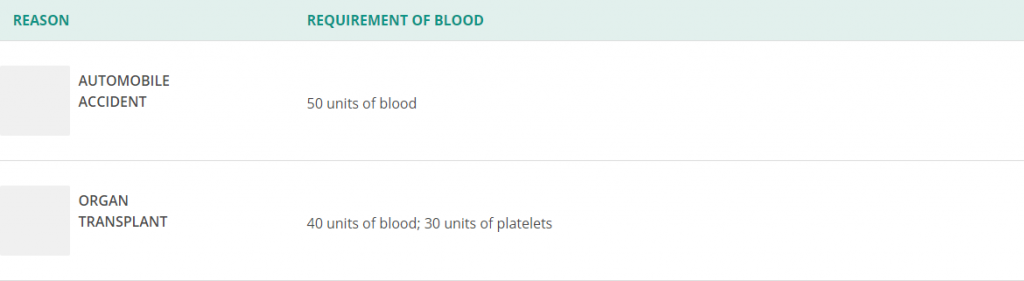 REASON
REQUIREMENT OF BLOOD
AUTOMOBILE
ACCIDENT
50 units of blood
ORGAN
TRANSPLANT
40 units of blood; 30 units of platelets